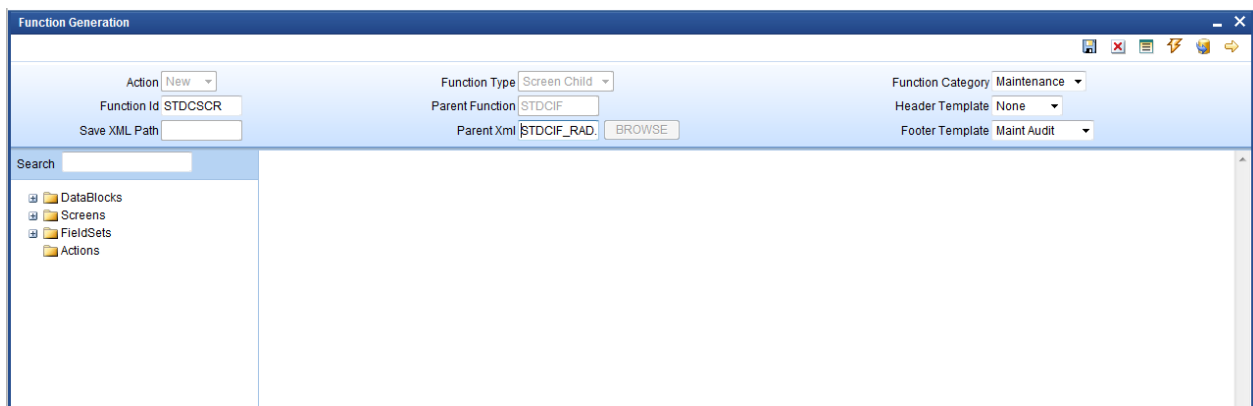 Function Generation
Action New Function Type Screen Child Function Category Maintenance
Function Id STDCSCR Parent Function STDCIF Header Template None
Save XML Path Parent Xml STDCIF_RAD. BROWSE Footer Template Maint Audit
Search
DataBlocks
Screens
FieldSets
Actions